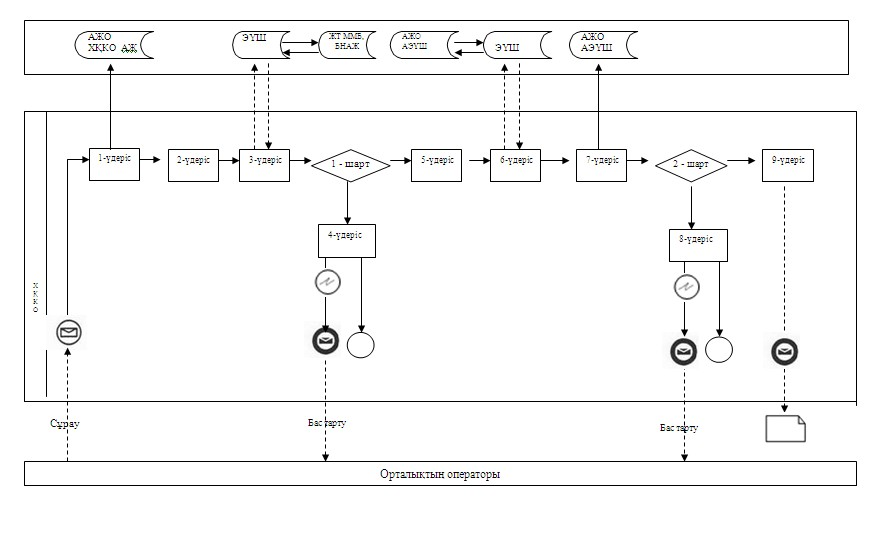 АЖО
ХҚКО АЖ
ЭҮШ
ЖТ ММБ,
БНАЖ
АЖО
АЭҮШ
ЭҮШ
АЖО
АЭҮШ
1-үдеріс
2-үдеріс
3-үдеріс
1 - шарт
5-үдеріс
6-үдеріс
7-үдеріс
2 - шарт
9-үдеріс
4-үдеріс
8-үдеріс
Х
Қ
К
О
Сұрау
Бас тарту
Бас тарту
Орталықтың операторы